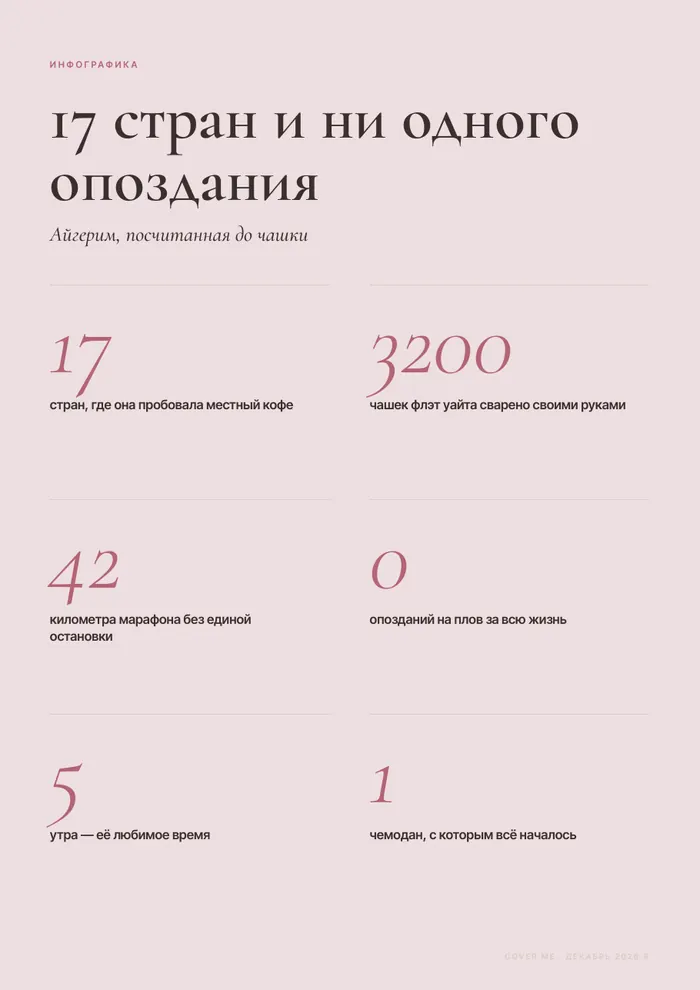 ИНФОГРАФИКА
17 стран и ни одного
опоздания
Айгерим, посчитанная до чашки
17
стран, где она пробовала местный кофе
3200
чашек флэт уайта сварено своими руками
42
километра марафона без единой
остановки
0
опозданий на плов за всю жизнь
5
утра — её любимое время
1
чемодан, с которым всё началось
COVER ME · ДЕКАБРЬ 2026